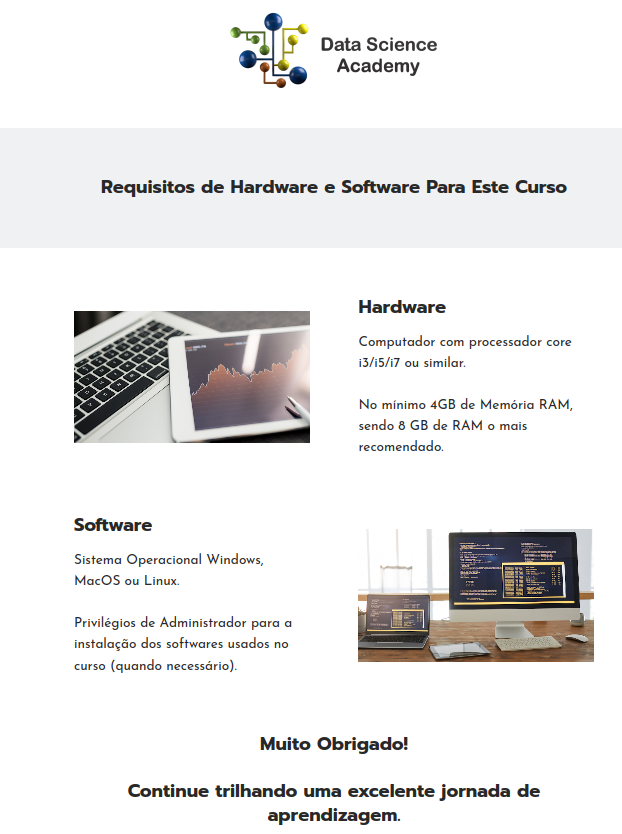 Data Science
Academy
Requisitos de Hardware e Software Para Este Curso
Hardware
Computador com processador core
i3/i5/i7 ou similar.
No mínimo 4GB de Memória RAM,
sendo 8 GB de RAM o mais
recomendado.
Software
Sistema Operacional Windows,
MacOS ou Linux.
Privilégios de Administrador para a
instalação dos softwares usados no
curso (quando necessário).
Muito Obrigado!
Continue trilhando uma excelente jornada de
aprendizagem.